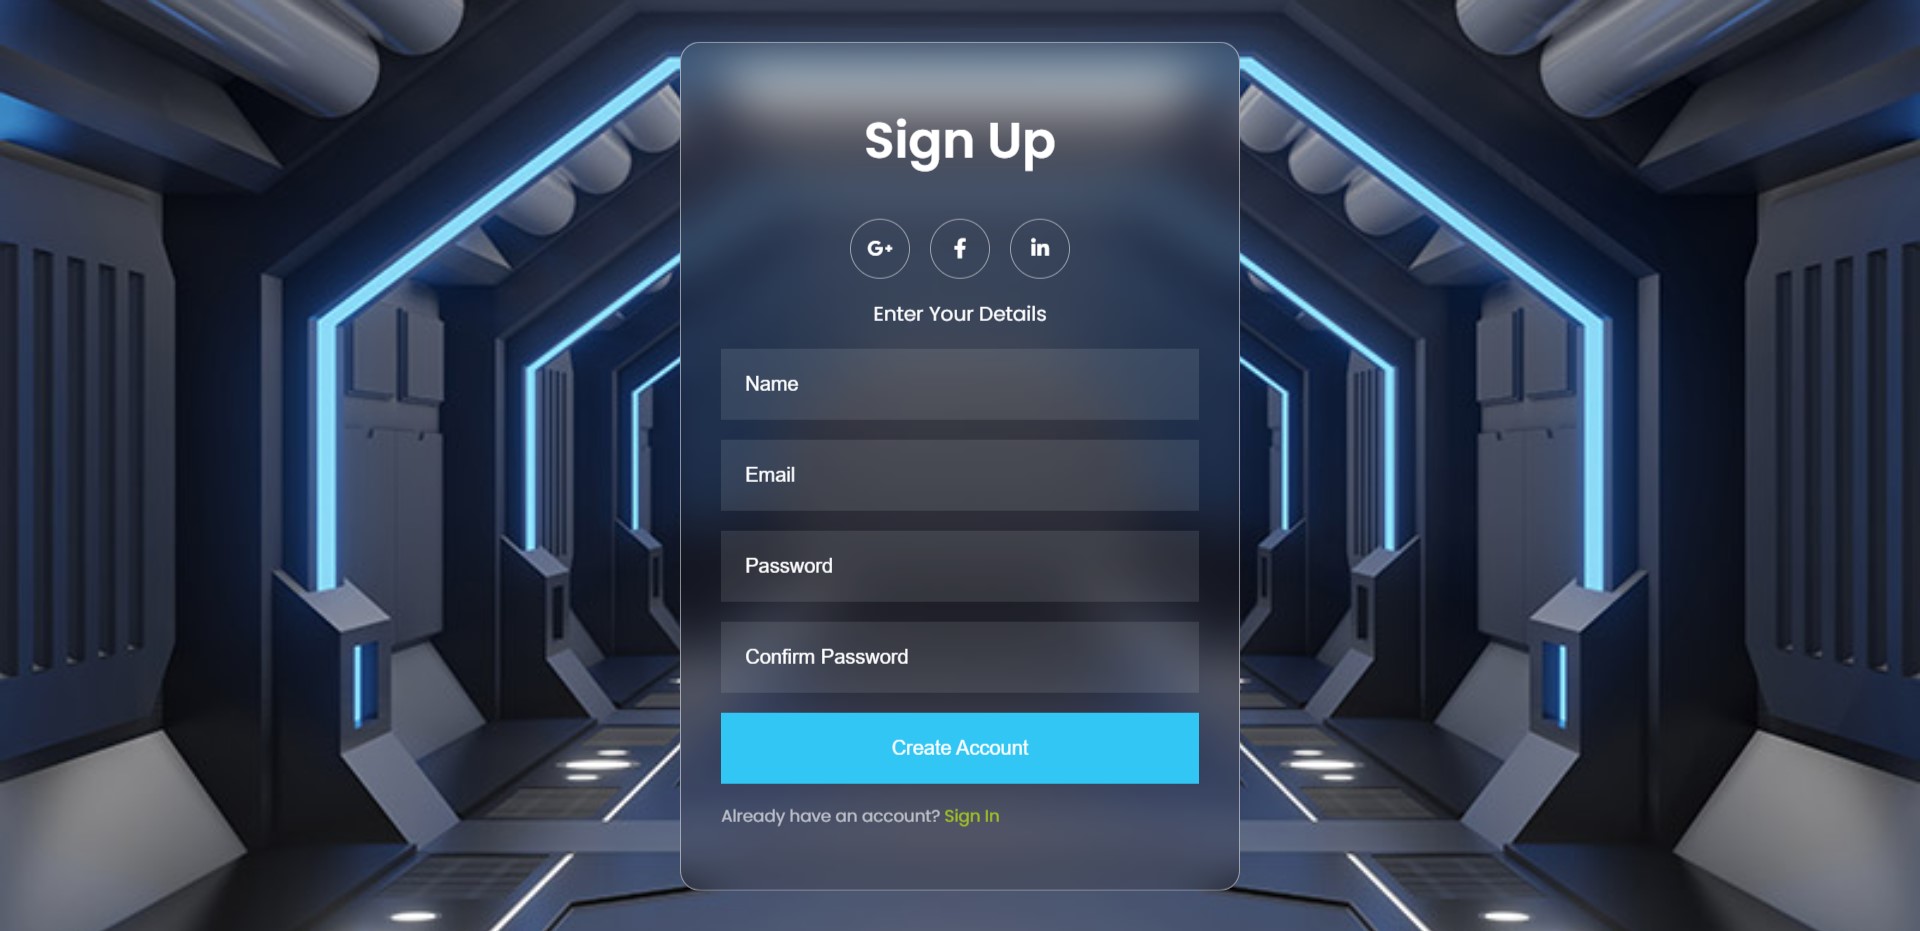 Sign Up
G+ f in
Enter Your Details
Name
Email
Password
Confirm Password
Create Account
Already have an account? Sign In